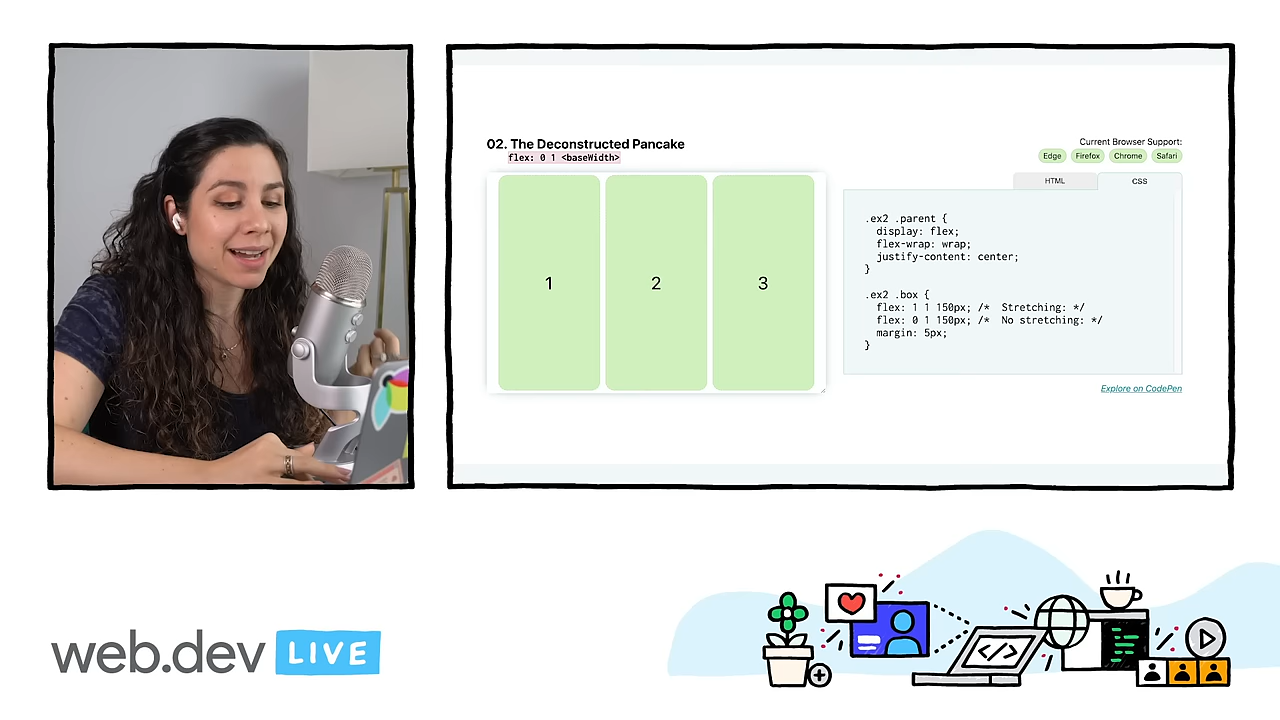 02. The Deconstructed Pancake
flex: 0 1 <baseWidth>
Current Browser Support:
Edge Firefox Chrome Safari
HTML CSS
1 2 3
.ex2 .parent {
display: flex;
flex-wrap: wrap;
justify-content: center;
}
.ex2 .box {
flex: 1 1 150px; /* Stretching: */
flex: 0 1 150px; /* No stretching: */
margin: 5px;
}
Explore on CodePen
web.dev LIVE
</>